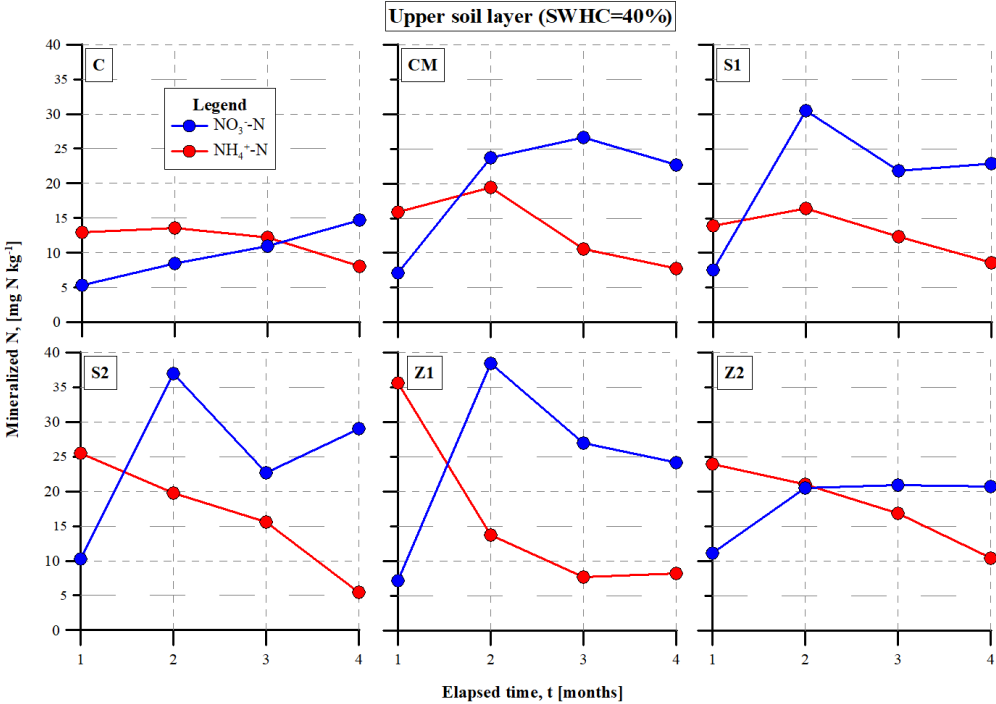 Upper soil layer (SWHC=40%)
Mineralized N, [mg N kg⁻¹]
40
35
30
25
20
15
10
5
0
C
Legend
NO₃⁻-N
NH₄⁺-N
CM
S1
40
35
30
25
20
15
10
5
0
S2
Z1
Z2
1 2 3 4
1 2 3 4
1 2 3 4
Elapsed time, t [months]